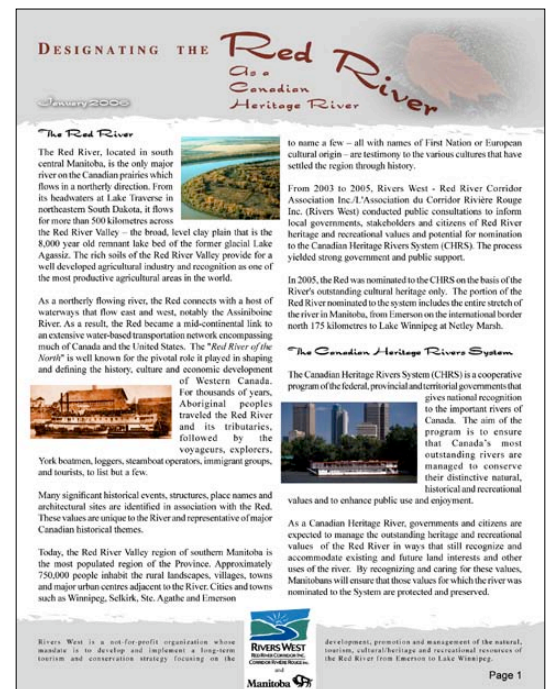 DESIGNATING THE
Red River
As a
Canadian
Heritage River
January 2006
The Red River
The Red River, located in south
central Manitoba, is the only major
river on the Canadian prairies which
flows in a northerly direction. From
its headwaters at Lake Traverse in
northeastern South Dakota, it flows
for more than 500 kilometres across
the Red River Valley – the broad, level clay plain that is the
8,000 year old remnant lake bed of the former glacial Lake
Agassiz. The rich soils of the Red River Valley provide for a
well developed agricultural industry and recognition as one of
the most productive agricultural areas in the world.
As a northerly flowing river, the Red connects with a host of
waterways that flow east and west, notably the Assiniboine
River. As a result, the Red became a mid-continental link to
an extensive water-based transportation network encompassing
much of Canada and the United States. The "Red River of the
North" is well known for the pivotal role it played in shaping
and defining the history, culture and economic development
of Western Canada.
For thousands of years,
Aboriginal peoples
traveled the Red River
and its tributaries,
followed by the
voyageurs, explorers,
York boatmen, loggers, steamboat operators, immigrant groups,
and tourists, to list but a few.
Many significant historical events, structures, place names and
architectural sites are identified in association with the Red.
These values are unique to the River and representative of major
Canadian historical themes.
Today, the Red River Valley region of southern Manitoba is
the most populated region of the Province. Approximately
750,000 people inhabit the rural landscapes, villages, towns
and major urban centres adjacent to the River. Cities and towns
such as Winnipeg, Selkirk, Ste. Agathe and Emerson
to name a few – all with names of First Nation or European
cultural origin – are testimony to the various cultures that have
settled the region through history.
From 2003 to 2005, Rivers West - Red River Corridor
Association Inc./L'Association du Corridor Rivière Rouge
Inc. (Rivers West) conducted public consultations to inform
local governments, stakeholders and citizens of Red River
heritage and recreational values and potential for nomination
to the Canadian Heritage Rivers System (CHRS). The process
yielded strong government and public support.
In 2005, the Red was nominated to the CHRS on the basis of the
River's outstanding cultural heritage only. The portion of the
Red River nominated to the system includes the entire stretch of
the river in Manitoba, from Emerson on the international border
north 175 kilometres to Lake Winnipeg at Netley Marsh.
The Canadian Heritage Rivers System
The Canadian Heritage Rivers System (CHRS) is a cooperative
program of the federal, provincial and territorial governments that
gives national recognition
to the important rivers of
Canada. The aim of the
program is to ensure
that Canada's most
outstanding rivers are
managed to conserve
their distinctive natural,
historical and recreational
values and to enhance public use and enjoyment.
As a Canadian Heritage River, governments and citizens are
expected to manage the outstanding heritage and recreational
values of the Red River in ways that still recognize and
accommodate existing and future land interests and other
uses of the river. By recognizing and caring for these values,
Manitobans will ensure that those values for which the river was
nominated to the System are protected and preserved.
Rivers West is a not-for-profit organization whose
mandate is to develop and implement a long-term
tourism and conservation strategy focusing on the
RIVERS WEST
RED RIVER CORRIDOR INC.
CORRIDOR RIVIÈRE ROUGE INC.
and
Manitoba
development, promotion and management of the natural,
tourism, cultural/heritage and recreational resources of
the Red River from Emerson to Lake Winnipeg.
Page 1